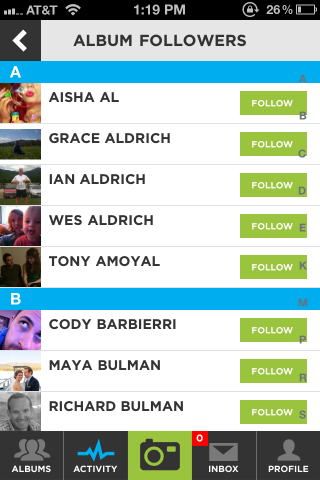 AT&T 1:19 PM 26%
ALBUM FOLLOWERS
A
A
AISHA AL FOLLOW
B
GRACE ALDRICH FOLLOW
C
IAN ALDRICH FOLLOW
D
WES ALDRICH FOLLOW
E
TONY AMOYAL FOLLOW
K
B
M
CODY BARBIERRI FOLLOW
P
MAYA BULMAN FOLLOW
R
RICHARD BULMAN FOLLOW
S
0
ALBUMS ACTIVITY INBOX PROFILE